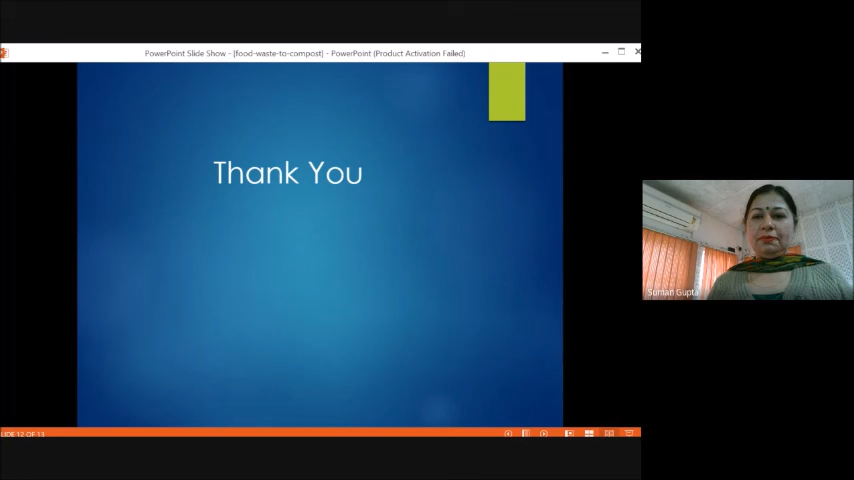 PowerPoint Slide Show - [food-waste-to-compost] - PowerPoint (Product Activation Failed)
Thank You
Suman Gupta
LIDE 12 OF 13